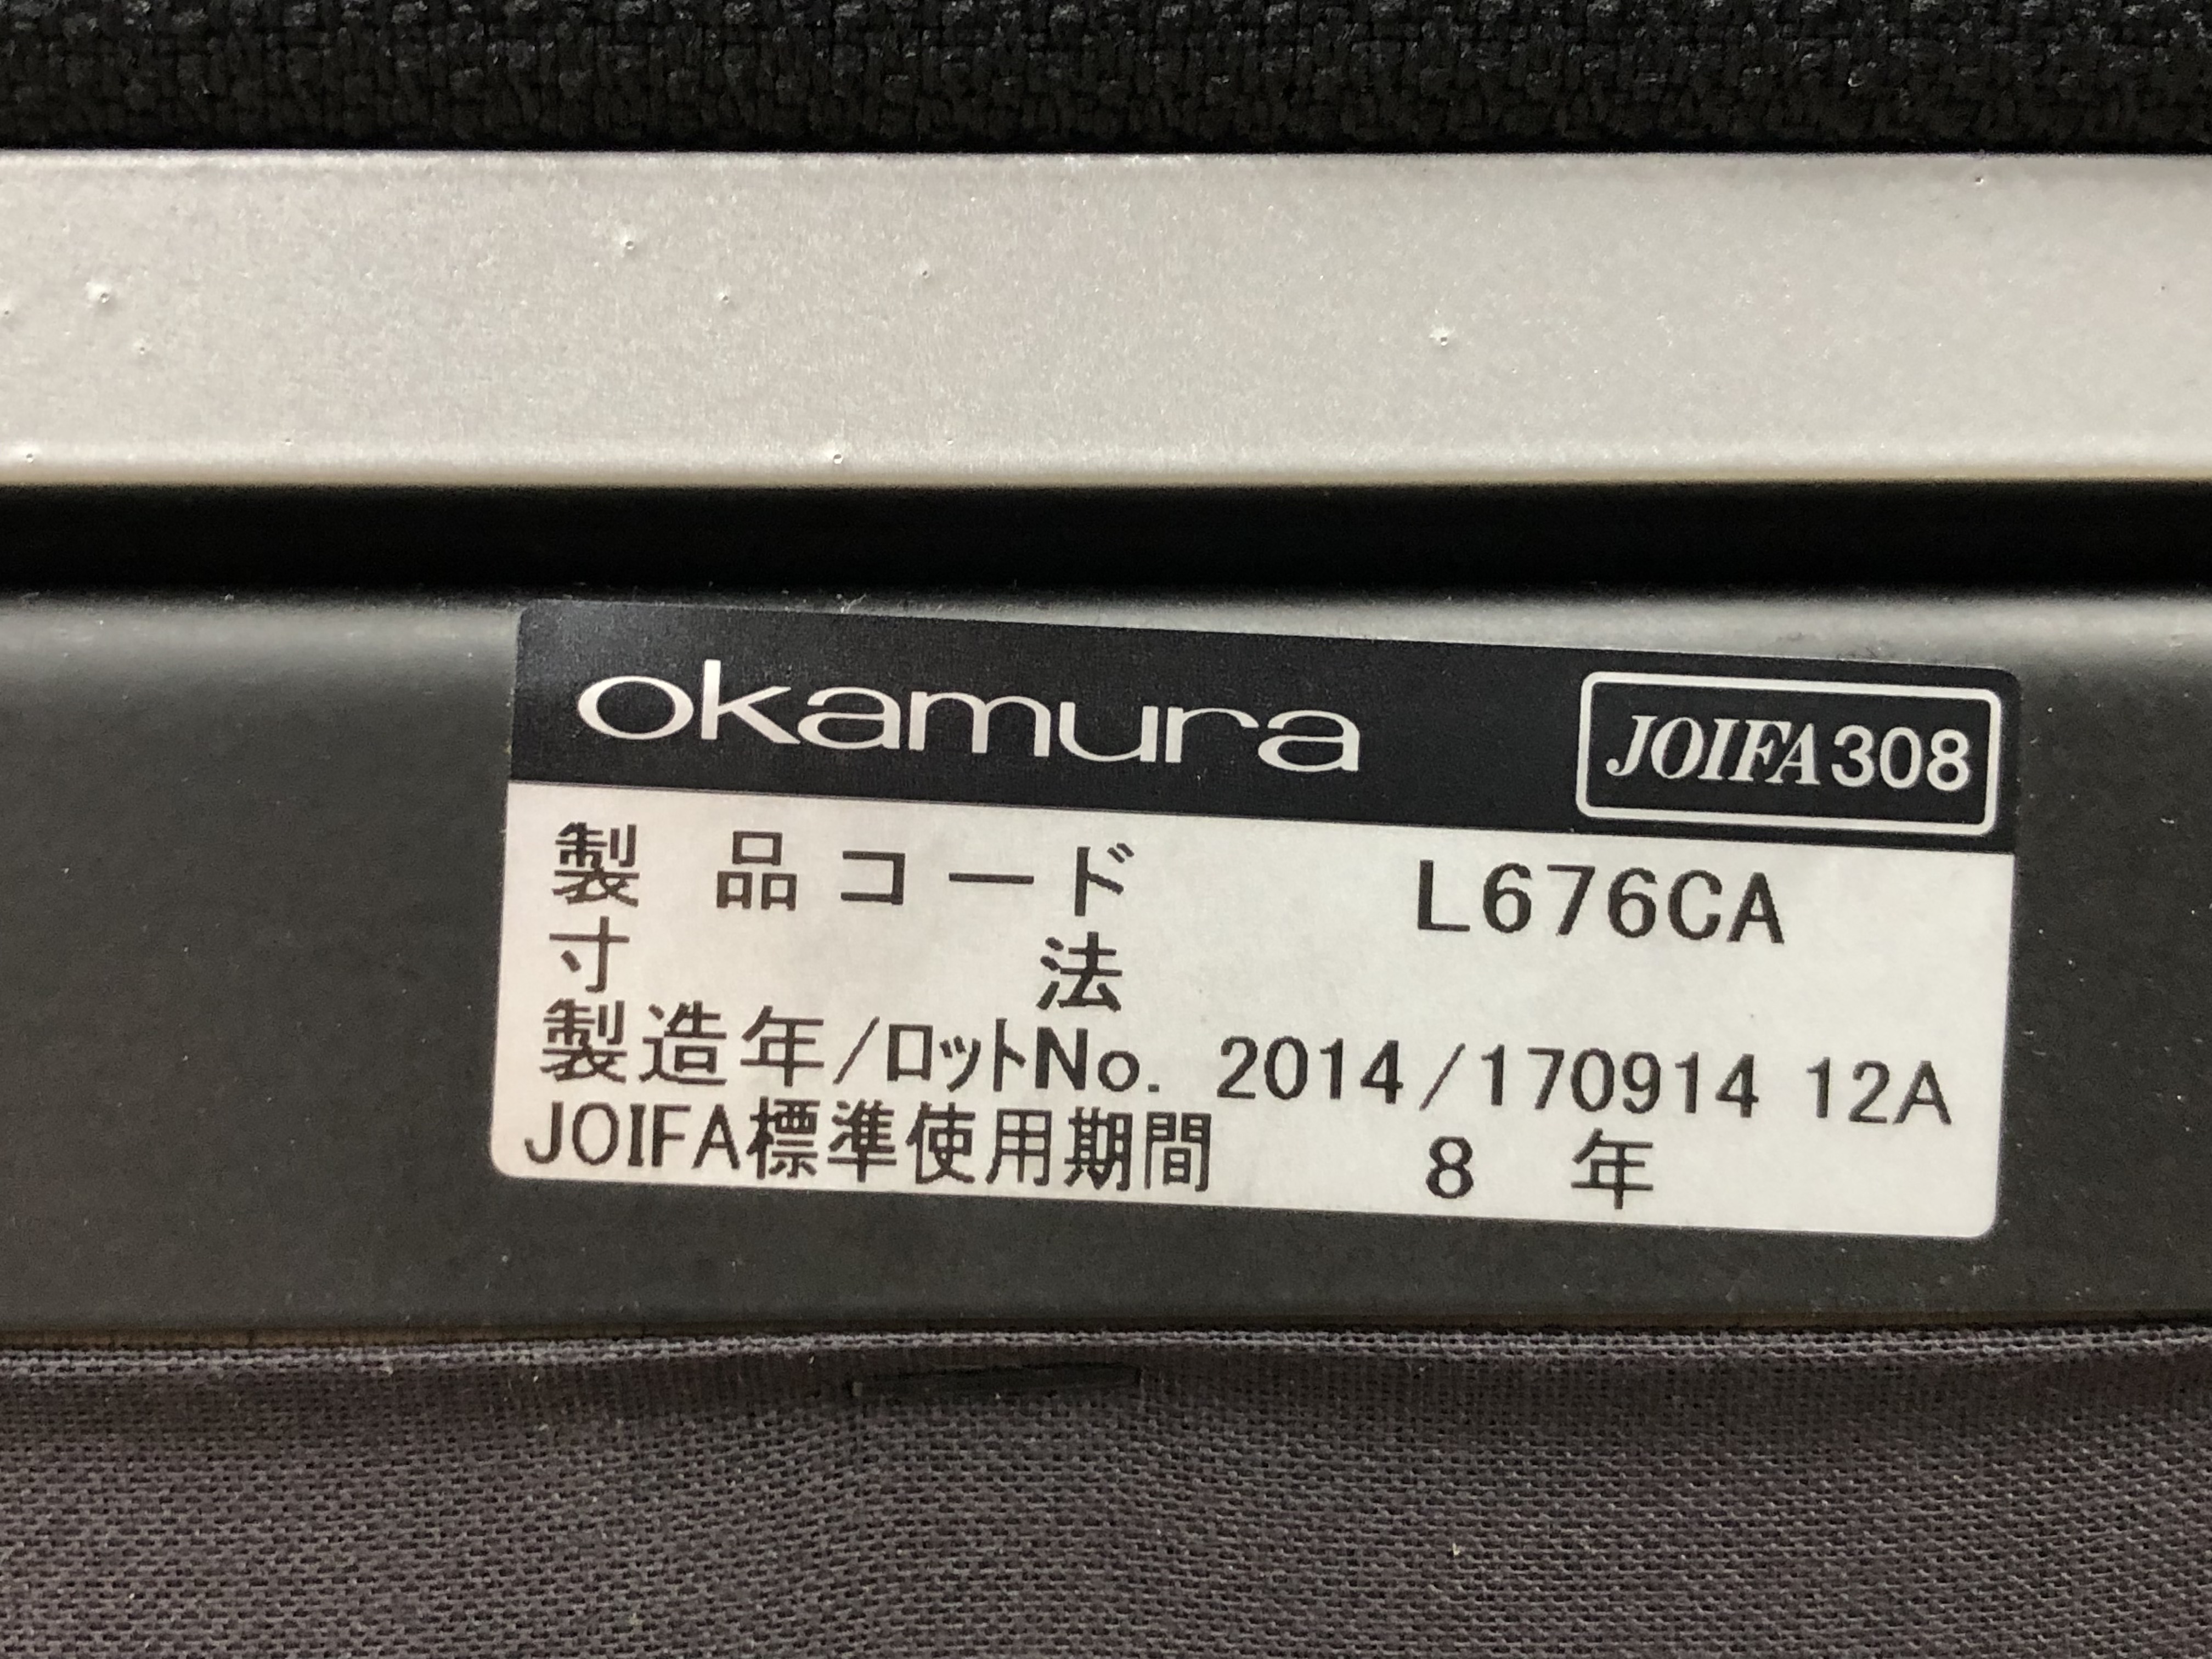 okamura JOIFA308
製品コード L676CA
寸法
製造年/ロットNo. 2014/170914 12A
JOIFA標準使用期間 8 年